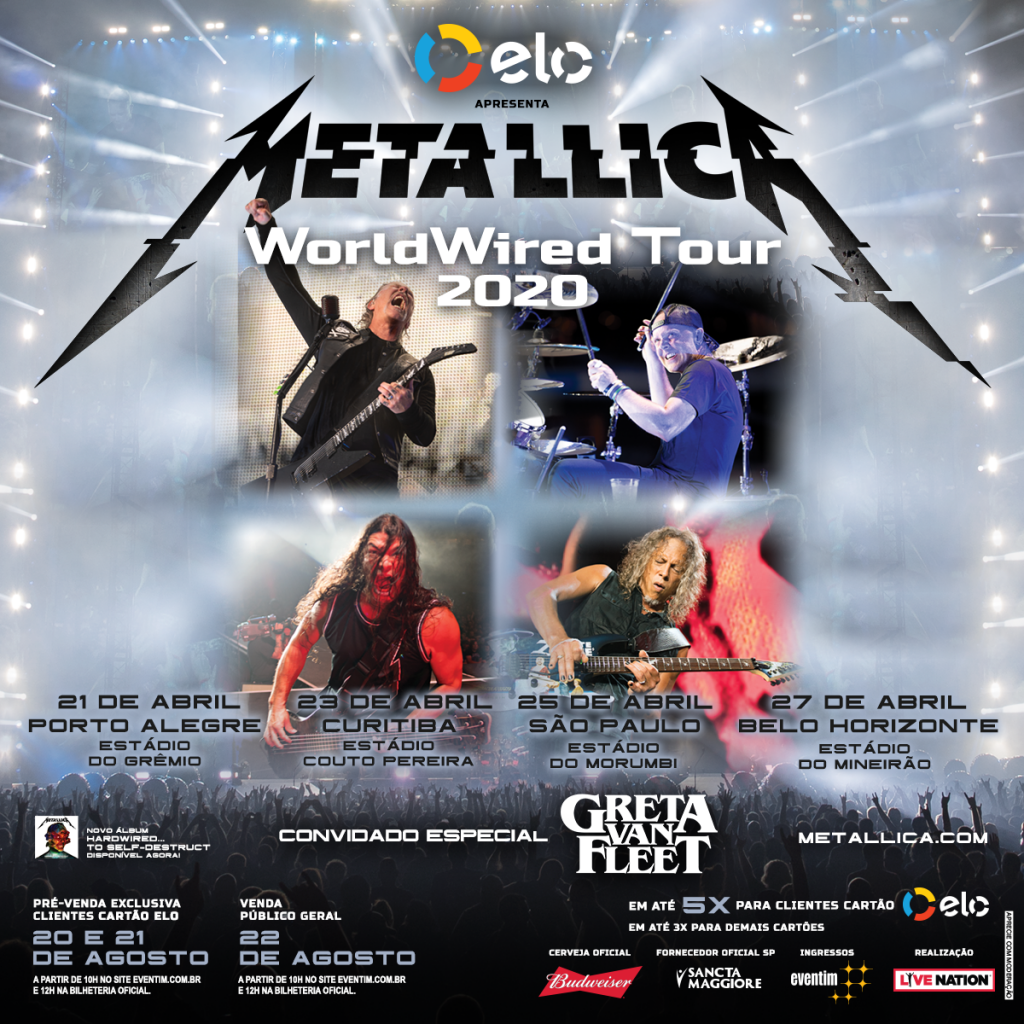 elo
APRESENTA
METALLICA
WorldWired Tour
2020
21 DE ABRIL
PORTO ALEGRE
ESTÁDIO
DO GRÊMIO
23 DE ABRIL
CURITIBA
ESTÁDIO
COUTO PEREIRA
25 DE ABRIL
SÃO PAULO
ESTÁDIO
DO MORUMBI
27 DE ABRIL
BELO HORIZONTE
ESTÁDIO
DO MINEIRÃO
METALLICA
NOVO ÁLBUM
HARDWIRED...
TO SELF-DESTRUCT
DISPONÍVEL AGORA!
CONVIDADO ESPECIAL
GRETA
VAN
FLEET
METALLICA.COM
PRÉ-VENDA EXCLUSIVA
CLIENTES CARTÃO ELO
20 E 21
DE AGOSTO
A PARTIR DE 10H NO SITE EVENTIM.COM.BR
E 12H NA BILHETERIA OFICIAL.
VENDA
PÚBLICO GERAL
22
DE AGOSTO
A PARTIR DE 10H NO SITE EVENTIM.COM.BR
E 12H NA BILHETERIA OFICIAL.
EM ATÉ 5X PARA CLIENTES CARTÃO elo
EM ATÉ 3X PARA DEMAIS CARTÕES
CERVEJA OFICIAL
Budweiser
FORNECEDOR OFICIAL SP
SANCTA
MAGGIORE
INGRESSOS
eventim
REALIZAÇÃO
LIVE NATION
APRECIE COM MODERAÇÃO